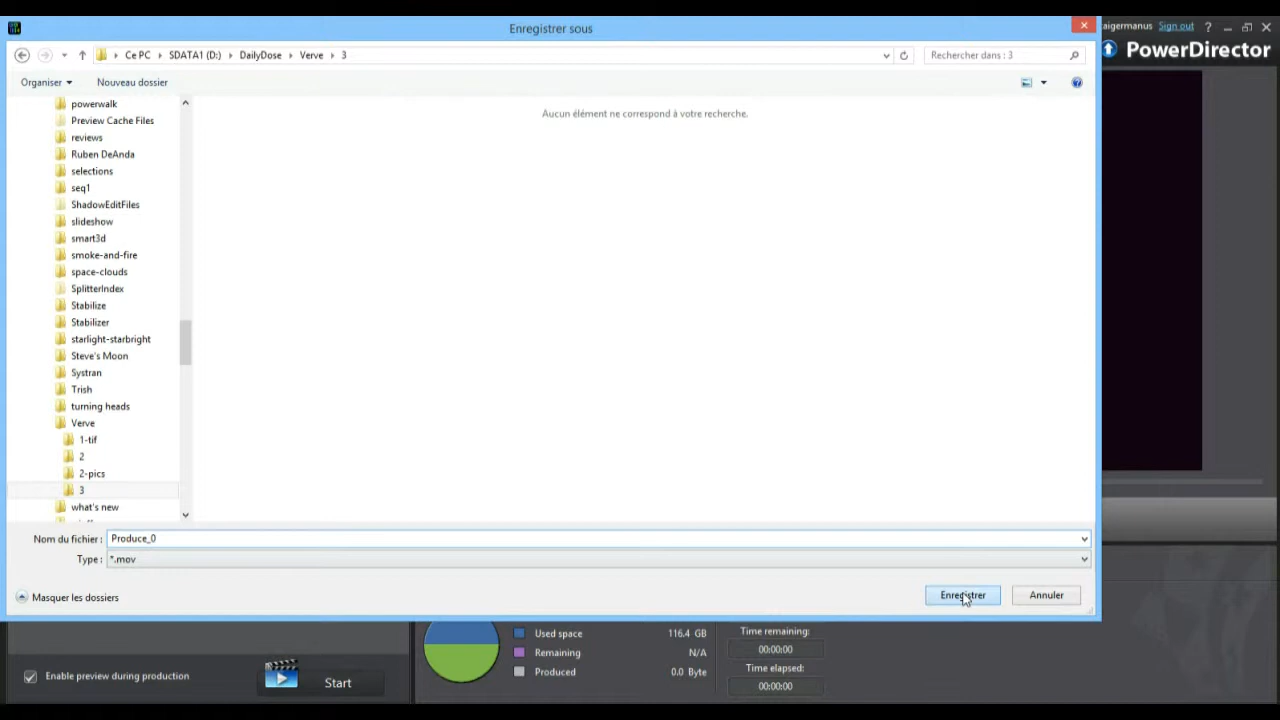 Enregistrer sous
aigermanus Sign out ?
PowerDirector
Ce PC SDATA1 (D:) DailyDose Verve 3
Rechercher dans : 3
Organiser Nouveau dossier
powerwalk
Preview Cache Files
reviews
Ruben DeAnda
selections
seq1
ShadowEditFiles
slideshow
smart3d
smoke-and-fire
space-clouds
SplitterIndex
Stabilize
Stabilizer
starlight-starbright
Steve's Moon
Systran
Trish
turning heads
Verve
1-tif
2
2-pics
3
what's new
Aucun élément ne correspond à votre recherche.
Nom du fichier : Produce_0
Type : *.mov
Masquer les dossiers
Enregistrer Annuler
Enable preview during production
Start
Used space 116.4 GB
Remaining N/A
Produced 0.0 Byte
Time remaining:
00:00:00
Time elapsed:
00:00:00